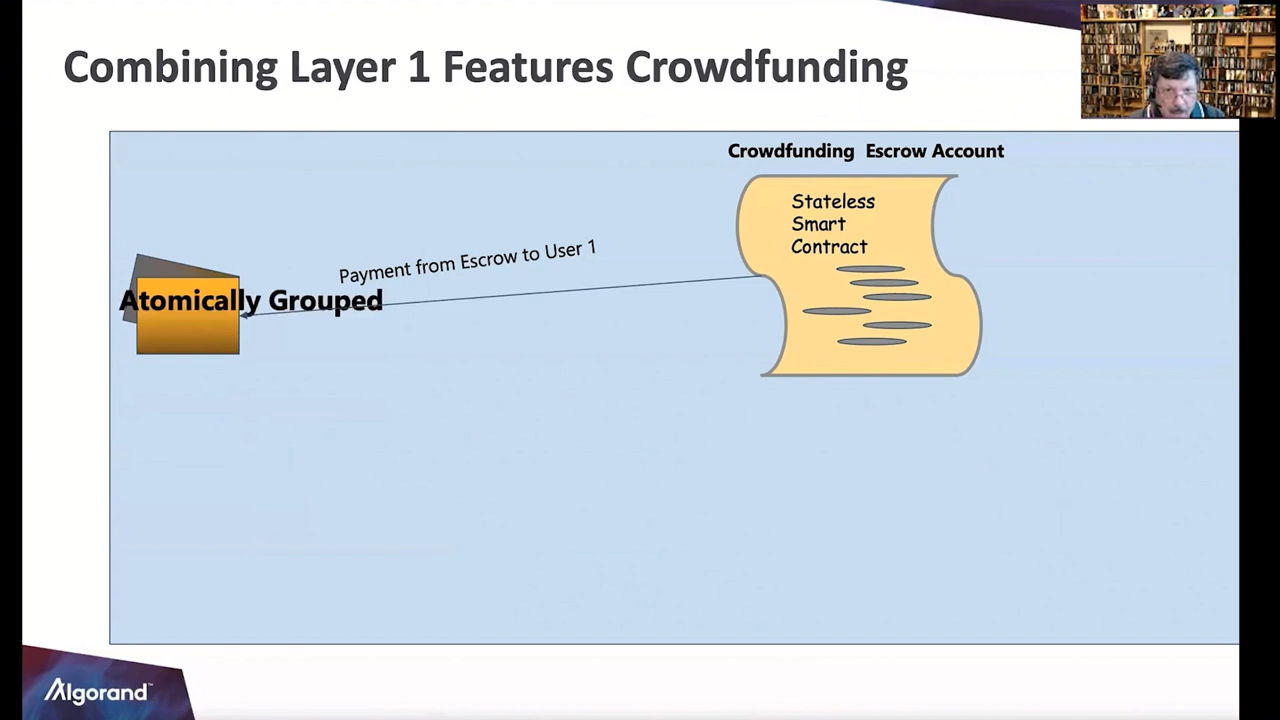 Combining Layer 1 Features Crowdfunding
Crowdfunding Escrow Account
Stateless
Smart
Contract
Payment from Escrow to User 1
Atomically Grouped
Algorand™